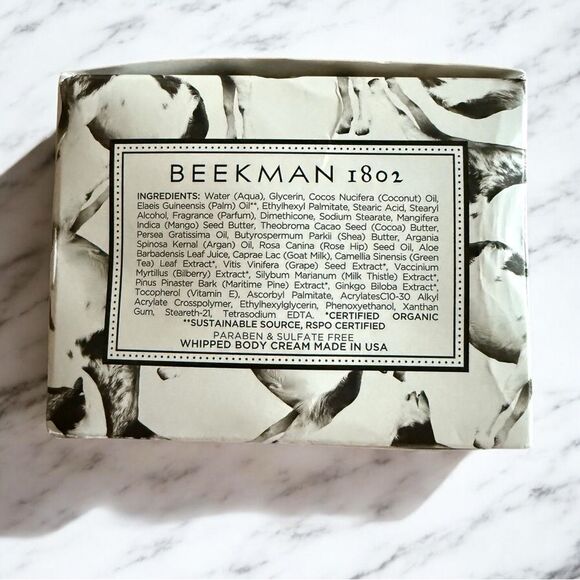 BEEKMAN 1802
INGREDIENTS: Water (Aqua), Glycerin, Cocos Nucifera (Coconut) Oil,
Elaeis Guineensis (Palm) Oil**, Ethylhexyl Palmitate, Stearic Acid, Stearyl
Alcohol, Fragrance (Parfum), Dimethicone, Sodium Stearate, Mangifera
Indica (Mango) Seed Butter, Theobroma Cacao Seed (Cocoa) Butter,
Persea Gratissima Oil, Butyrospermum Parkii (Shea) Butter, Argania
Spinosa Kernal (Argan) Oil, Rosa Canina (Rose Hip) Seed Oil, Aloe
Barbadensis Leaf Juice, Caprae Lac (Goat Milk), Camellia Sinensis (Green
Tea) Leaf Extract*, Vitis Vinifera (Grape) Seed Extract*, Vaccinium
Myrtillus (Bilberry) Extract*, Silybum Marianum (Milk Thistle) Extract*,
Pinus Pinaster Bark (Maritime Pine) Extract*, Ginkgo Biloba Extract*,
Tocopherol (Vitamin E), Ascorbyl Palmitate, AcrylatesC10-30 Alkyl
Acrylate Crosspolymer, Ethylhexylglycerin, Phenoxyethanol, Xanthan
Gum, Steareth-21, Tetrasodium EDTA. *CERTIFIED ORGANIC
**SUSTAINABLE SOURCE, RSPO CERTIFIED
PARABEN & SULFATE FREE
WHIPPED BODY CREAM MADE IN USA